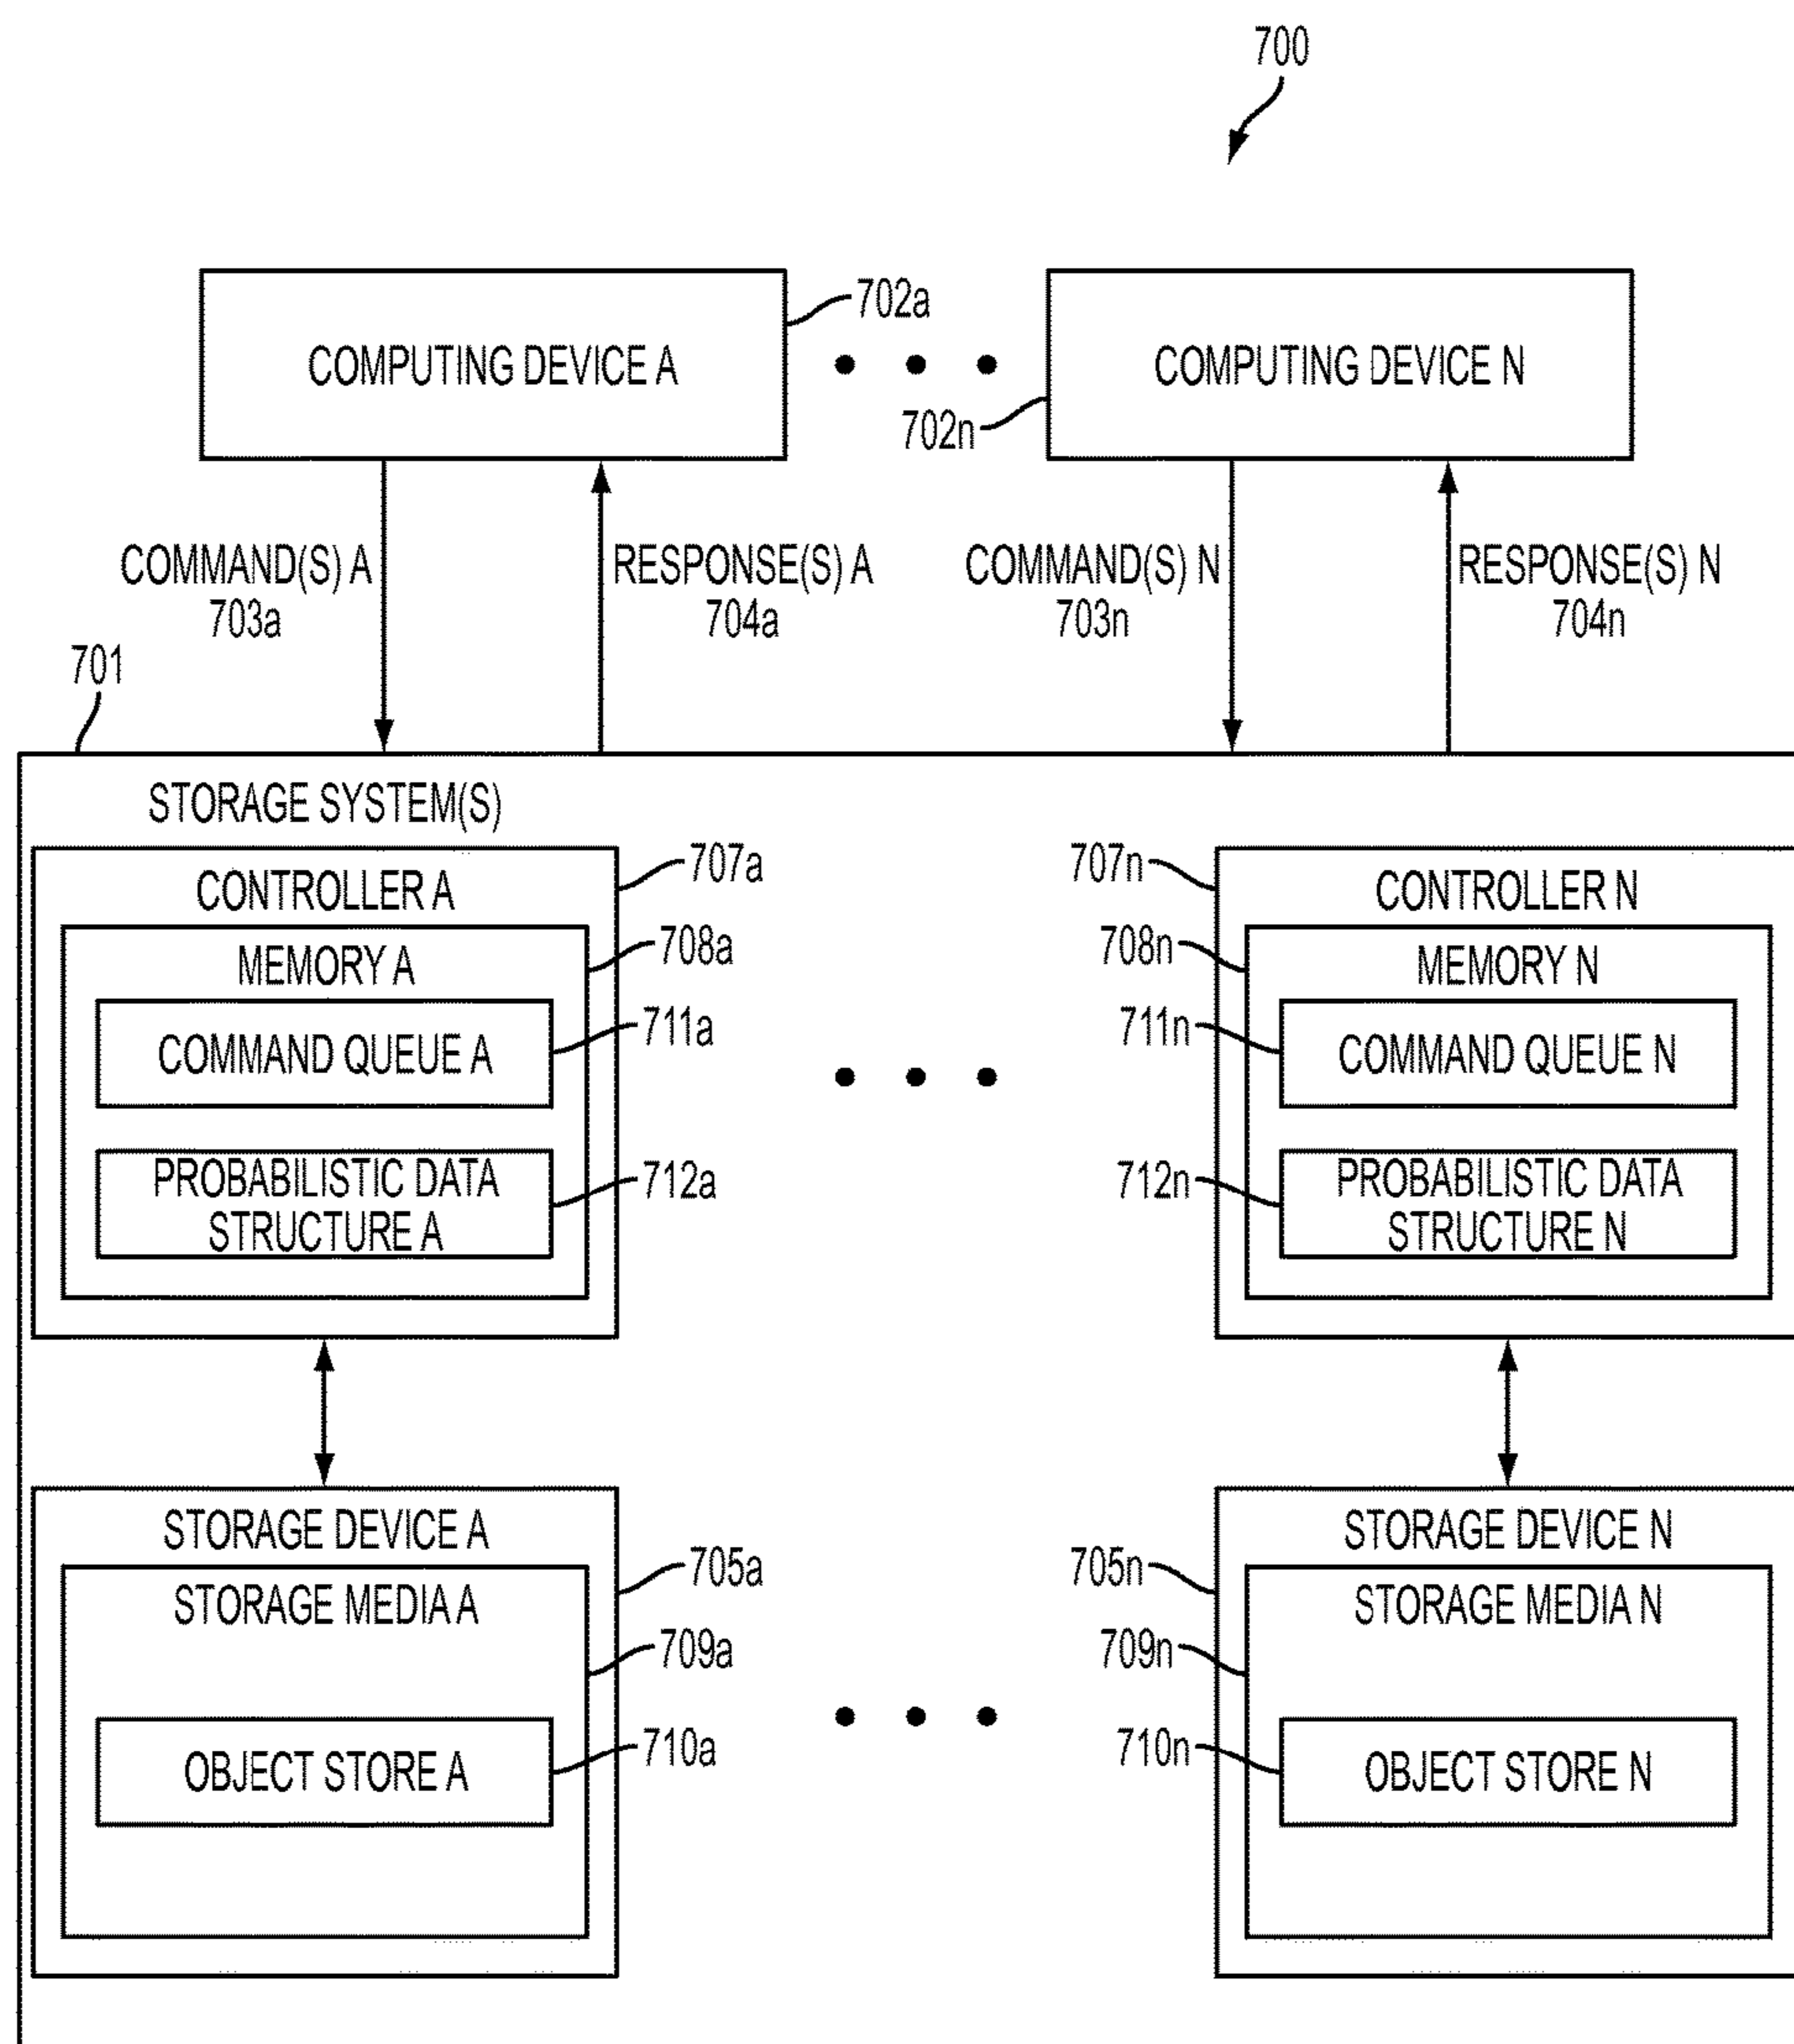 700
702a
COMPUTING DEVICE A
COMPUTING DEVICE N
702n
COMMAND(S) A
703a
RESPONSE(S) A
704a
COMMAND(S) N
703n
RESPONSE(S) N
704n
701
STORAGE SYSTEM(S)
CONTROLLER A
707a
MEMORY A
708a
COMMAND QUEUE A
711a
PROBABILISTIC DATA
STRUCTURE A
712a
707n
CONTROLLER N
708n
MEMORY N
711n
COMMAND QUEUE N
712n
PROBABILISTIC DATA
STRUCTURE N
STORAGE DEVICE A
705a
STORAGE MEDIA A
709a
OBJECT STORE A
710a
STORAGE DEVICE N
705n
STORAGE MEDIA N
709n
710n
OBJECT STORE N